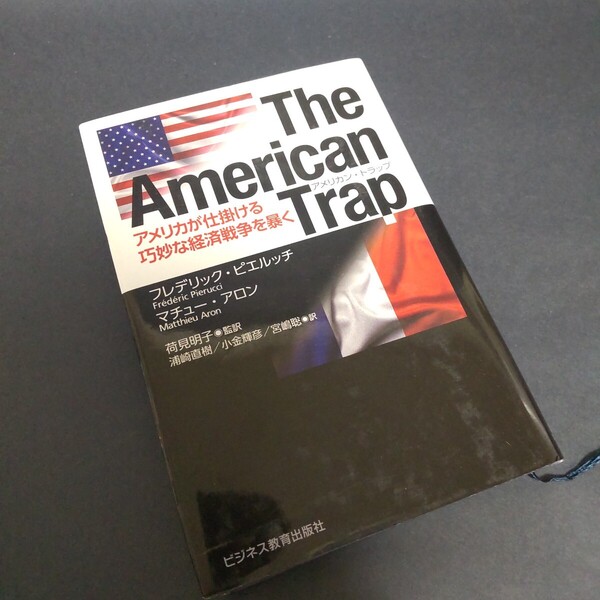 The
American
アメリカン・トラップ
Trap
アメリカが仕掛ける
巧妙な経済戦争を暴く
フレデリック・ピエルッチ
Frédéric Pierucci
マチュー・アロン
Matthieu Aron
荷見明子◉監訳
浦崎直樹/小金輝彦/宮嶋聡◉訳
ビジネス教育出版社